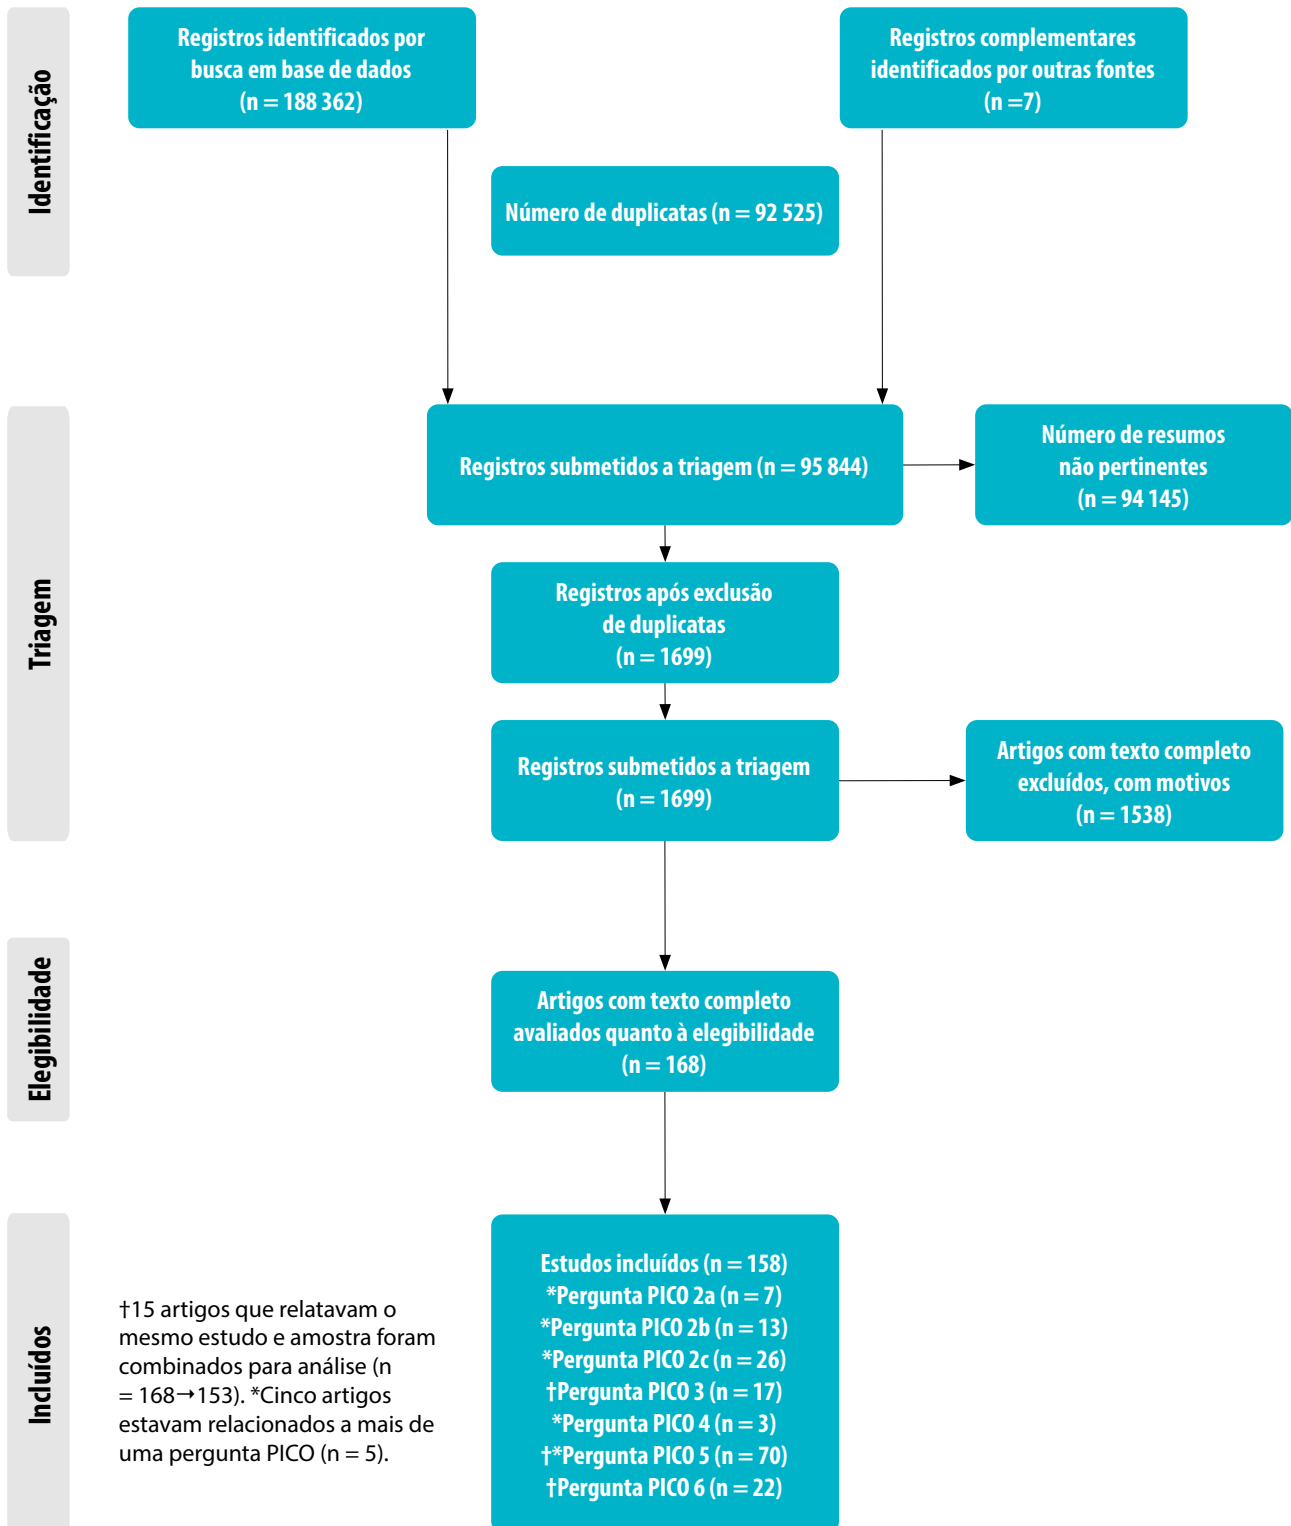 Identificação
Registros identificados por
busca em base de dados
(n = 188 362)
Registros complementares
identificados por outras fontes
(n =7)
Número de duplicatas (n = 92 525)
Triagem
Registros submetidos a triagem (n = 95 844)
Número de resumos
não pertinentes
(n = 94 145)
Registros após exclusão
de duplicatas
(n = 1699)
Registros submetidos a triagem
(n = 1699)
Artigos com texto completo
excluídos, com motivos
(n = 1538)
Elegibilidade
Artigos com texto completo
avaliados quanto à elegibilidade
(n = 168)
Incluídos
Estudos incluídos (n = 158)
*Pergunta PICO 2a (n = 7)
*Pergunta PICO 2b (n = 13)
*Pergunta PICO 2c (n = 26)
†Pergunta PICO 3 (n = 17)
*Pergunta PICO 4 (n = 3)
†*Pergunta PICO 5 (n = 70)
†Pergunta PICO 6 (n = 22)
†15 artigos que relatavam o
mesmo estudo e amostra foram
combinados para análise (n
= 168→153). *Cinco artigos
estavam relacionados a mais de
uma pergunta PICO (n = 5).